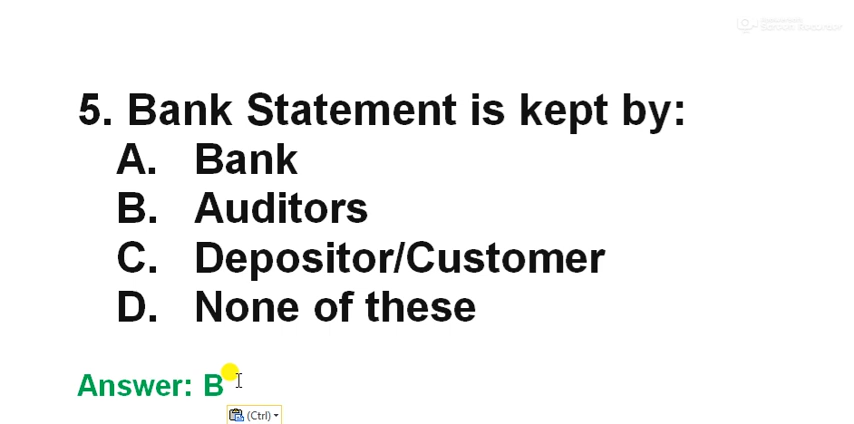 5. Bank Statement is kept by:
A. Bank
B. Auditors
C. Depositor/Customer
D. None of these
Answer: B
(Ctrl)